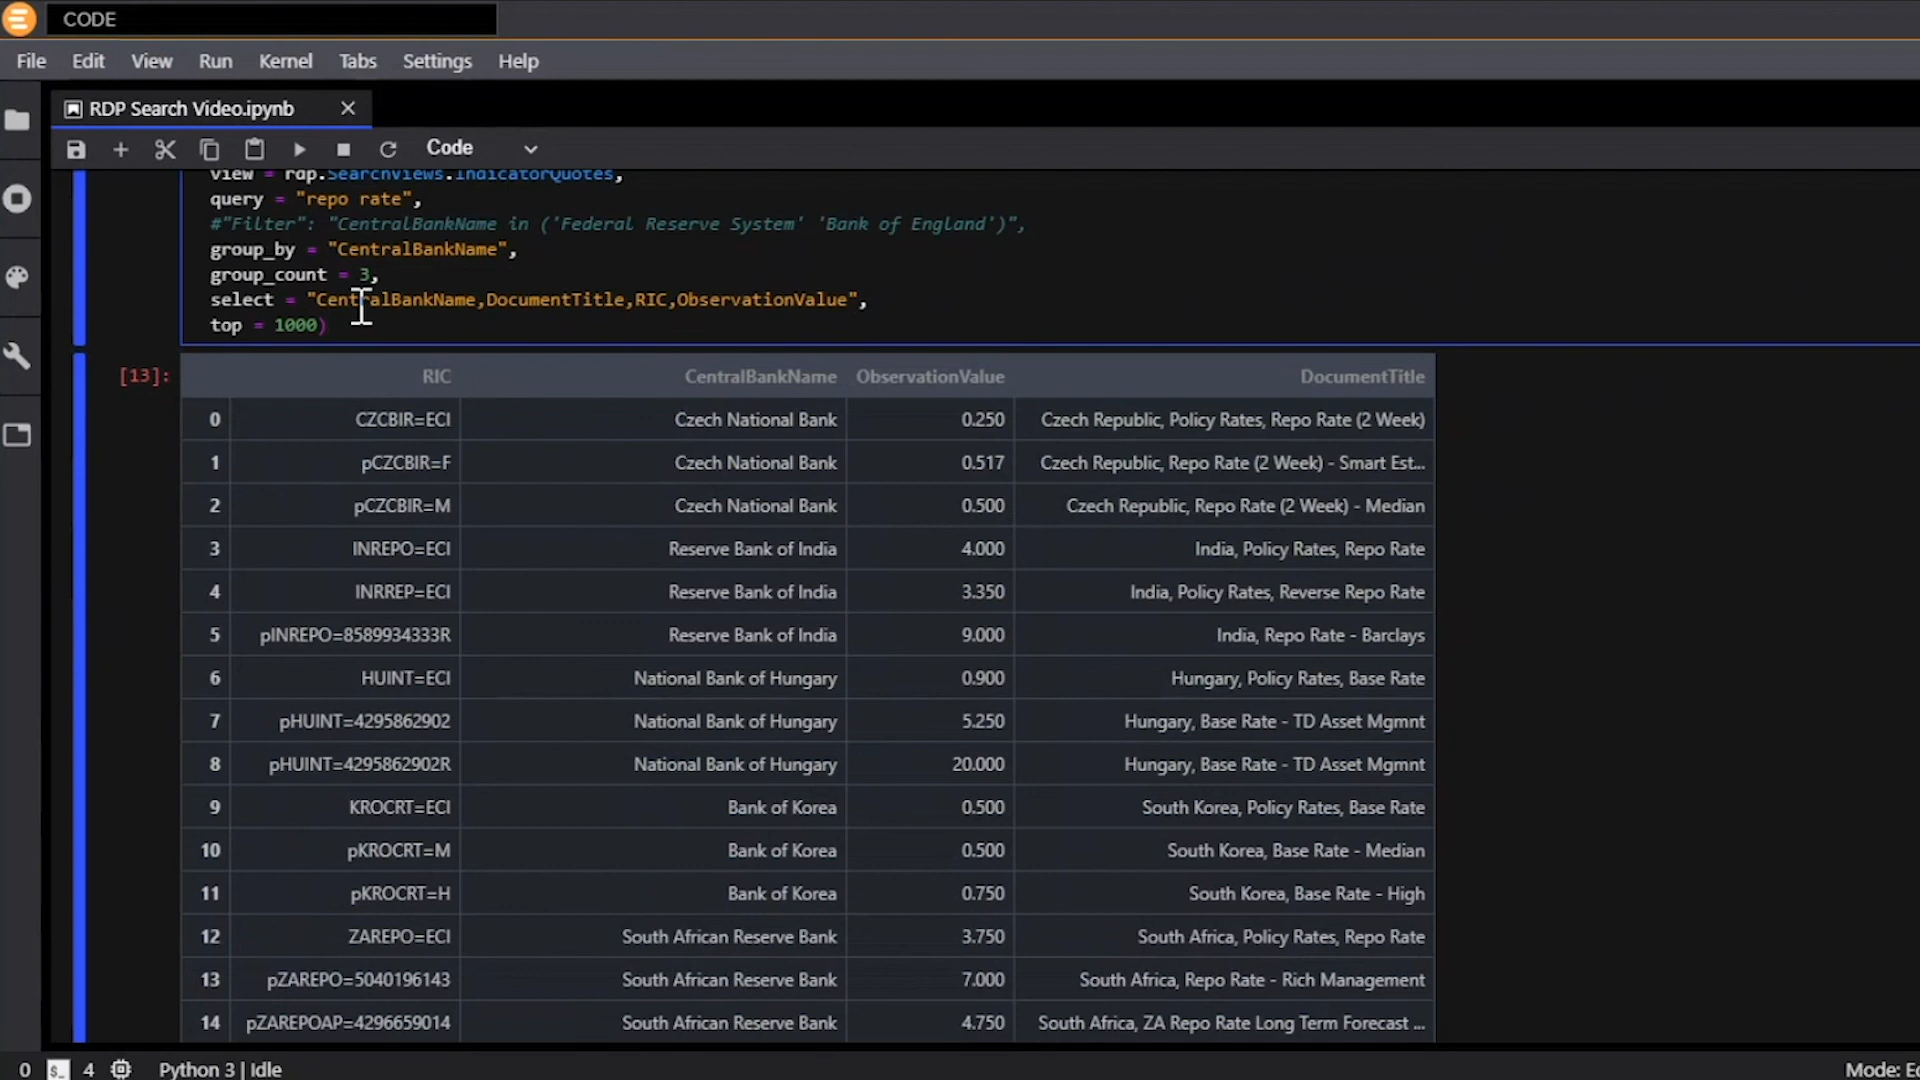 CODE
File Edit View Run Kernel Tabs Settings Help
RDP Search Video.ipynb
Code
view = rdp.SearchViews.IndicatorQuotes,
query = "repo rate",
#"Filter": "CentralBankName in ('Federal Reserve System' 'Bank of England')",
group_by = "CentralBankName",
group_count = 3,
select = "CentralBankName,DocumentTitle,RIC,ObservationValue",
top = 1000)
[13]: RIC CentralBankName ObservationValue DocumentTitle
0 CZCBIR=ECI Czech National Bank 0.250 Czech Republic, Policy Rates, Repo Rate (2 Week)
1 pCZCBIR=F Czech National Bank 0.517 Czech Republic, Repo Rate (2 Week) - Smart Est...
2 pCZCBIR=M Czech National Bank 0.500 Czech Republic, Repo Rate (2 Week) - Median
3 INREPO=ECI Reserve Bank of India 4.000 India, Policy Rates, Repo Rate
4 INRREP=ECI Reserve Bank of India 3.350 India, Policy Rates, Reverse Repo Rate
5 pINREPO=8589934333R Reserve Bank of India 9.000 India, Repo Rate - Barclays
6 HUINT=ECI National Bank of Hungary 0.900 Hungary, Policy Rates, Base Rate
7 pHUINT=4295862902 National Bank of Hungary 5.250 Hungary, Base Rate - TD Asset Mgmnt
8 pHUINT=4295862902R National Bank of Hungary 20.000 Hungary, Base Rate - TD Asset Mgmnt
9 KROCRT=ECI Bank of Korea 0.500 South Korea, Policy Rates, Base Rate
10 pKROCRT=M Bank of Korea 0.500 South Korea, Base Rate - Median
11 pKROCRT=H Bank of Korea 0.750 South Korea, Base Rate - High
12 ZAREPO=ECI South African Reserve Bank 3.750 South Africa, Policy Rates, Repo Rate
13 pZAREPO=5040196143 South African Reserve Bank 7.000 South Africa, Repo Rate - Rich Management
14 pZAREPOAP=4296659014 South African Reserve Bank 4.750 South Africa, ZA Repo Rate Long Term Forecast ...
0 $_ 4 Python 3 | Idle Mode: